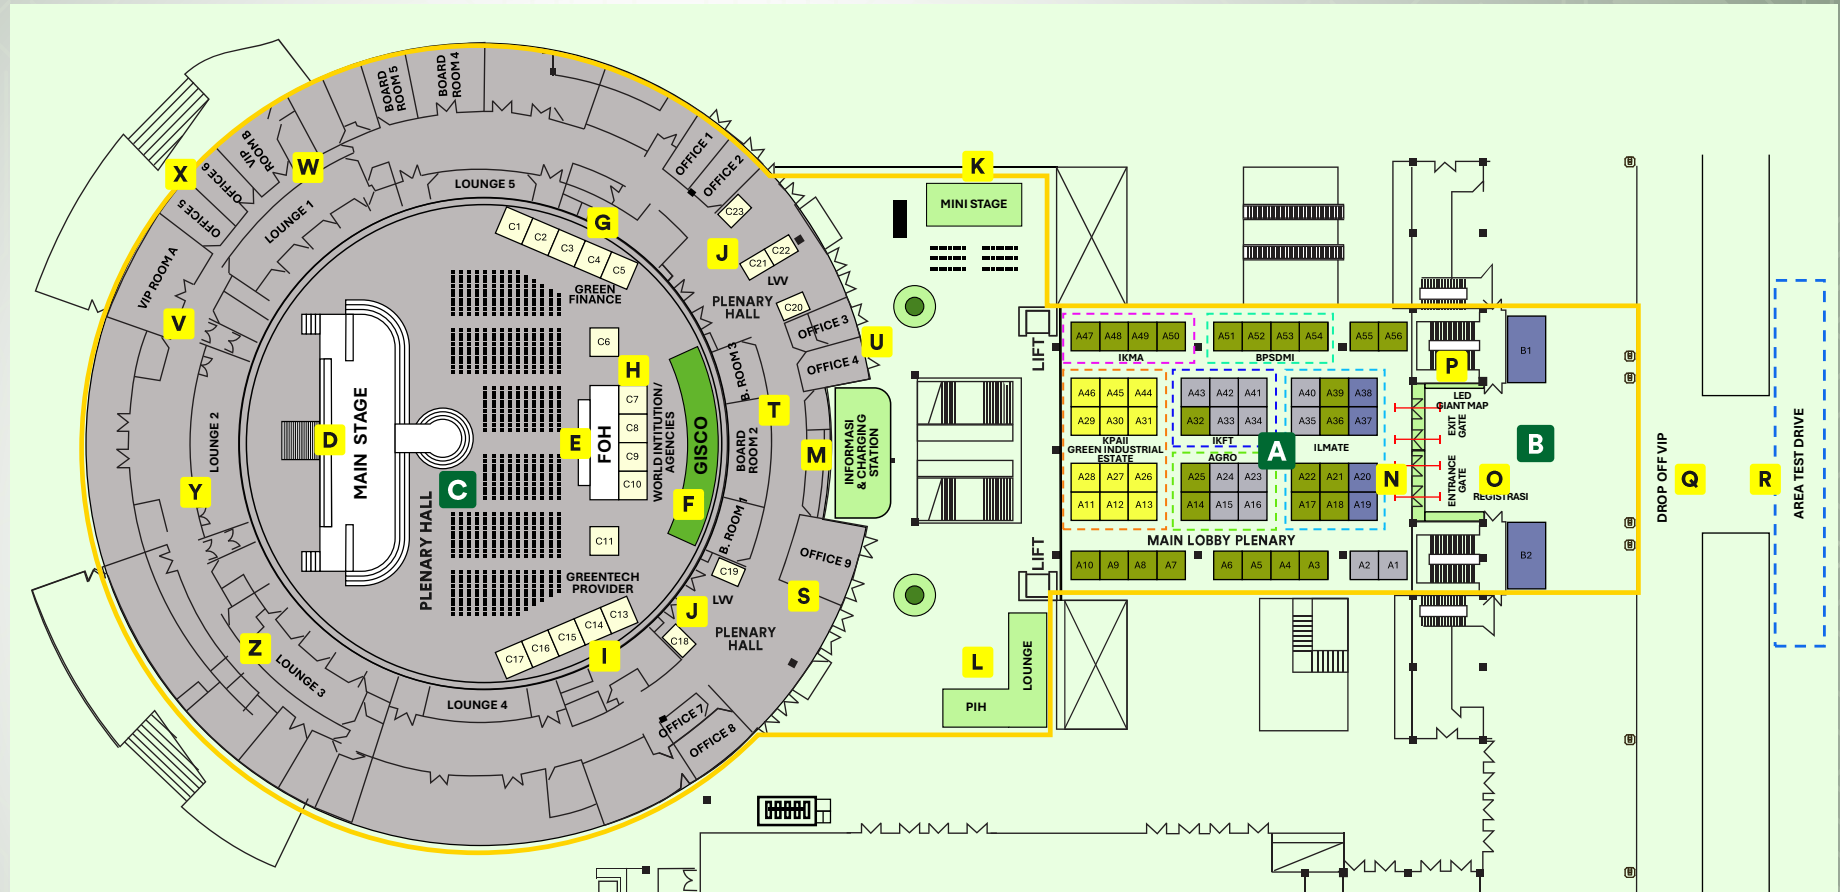 BOARD
ROOM 5
BOARD
ROOM 4
VIP
ROOM B
OFFICE 6
OFFICE 5
VIP ROOM A
X
W
V
Y
Z
LOUNGE 1
LOUNGE 2
LOUNGE 3
LOUNGE 4
LOUNGE 5
OFFICE 1
OFFICE 2
C23
J
C21
C22
LVV
PLENARY
HALL
C20
OFFICE 3
OFFICE 4
U
G
C1
C2
C3
C4
C5
GREEN
FINANCE
C6
H
C7
C8
C9
C10
C11
E
FOH
WORLD INTITUTION/
AGENCIES
GISCO
F
B. ROOM 3
BOARD
ROOM 2
B. ROOM 1
T
M
INFORMASI
& CHARGING
STATION
D
MAIN STAGE
C
PLENARY HALL
GREENTECH
PROVIDER
C13
C14
C15
C16
C17
I
C19
LVV
J
C18
PLENARY
HALL
S
OFFICE 9
OFFICE 7
OFFICE 8
K
MINI STAGE
L
LOUNGE
PIH
LIFT
LIFT
A47
A48
A49
A50
IKMA
A51
A52
A53
A54
BPSDMI
A55
A56
A46
A45
A44
A29
A30
A31
KPAII
GREEN INDUSTRIAL
ESTATE
A28
A27
A26
A11
A12
A13
A43
A42
A41
A32
A33
A34
IKFT
AGRO
A25
A24
A23
A14
A15
A16
A
A40
A39
A38
A35
A36
A37
ILMATE
A22
A21
A20
A17
A18
A19
MAIN LOBBY PLENARY
A10
A9
A8
A7
A6
A5
A4
A3
A2
A1
N
P
LED
GIANT MAP
EXIT
GATE
ENTRANCE
GATE
O
REGISTRASI
B1
B
B2
DROP OFF VIP
Q
R
AREA TEST DRIVE